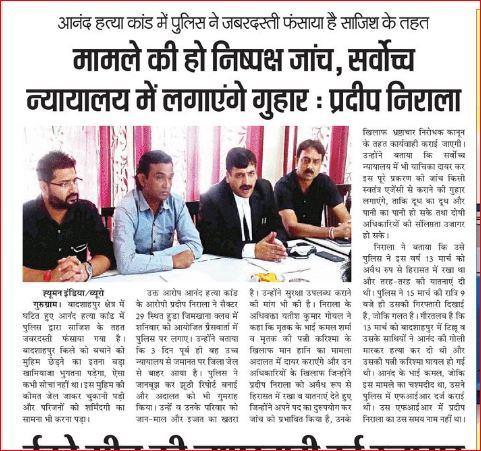 आनंद हत्या कांड में पुलिस ने जबरदस्ती फंसाया है साजिश के तहत
मामले की हो निष्पक्ष जांच, सर्वोच्च
न्यायालय में लगाएंगे गुहार : प्रदीप निराला
ह्यूमन इंडिया/ब्यूरो
गुरुग्राम। बादशाहपुर क्षेत्र में
घटित हुए आनंद हत्या कांड में
पुलिस द्वारा साजिश के तहत
जबरदस्ती फंसाया गया है।
बादशाहपुर किले को बचाने की
मुहिम छेड़ने का इतना बड़ा
खामियाजा भुगतना पड़ेगा, ऐसा
कभी सोचा नहीं था। इस मुहिम की
कीमत जेल जाकर चुकानी पड़ी
और परिजनों को शर्मिंदगी का
सामना भी करना पड़ा।
उक्त आरोप आनंद हत्या कांड
के आरोपी प्रदीप निराला ने सैक्टर
29 स्थित हुडा जिमखाना क्लब में
शनिवार को आयोजित प्रैसवार्ता में
पुलिस पर लगाए। उन्होंने बताया
कि 3 दिन पूर्व ही वह उच्च
न्यायालय से जमानत पर जिला जेल
से बाहर आया है। पुलिस ने
जानबूझ कर झूठी रिपोर्ट बनाई
और अदालत को भी गुमराह
किया। उन्हें व उनके परिवार को
जान-माल और इज्जत का खतरा
है। उन्होंने सुरक्षा उपलब्ध कराने
की मांग भी की है। निराला के
अधिवक्ता यतीश कुमार गोयल ने
कहा कि मृतक के भाई कमल शर्मा
व मृतक की पत्नी करिश्मा के
खिलाफ मान हानि का मामला
अदालत में दायर कराएंगे और उन
अधिकारियों के खिलाफ जिन्होंने
प्रदीप निराला को अवैध रूप से
हिरासत में रखा व यातनाएं देते हुए
जिन्होंने अपने पद का दुरुपयोग कर
जांच को प्रभावित किया है, उनके
खिलाफ भ्रष्टाचार निरोधक कानून
के तहत कार्यवाही कराई जाएगी।
उन्होंने बताया कि सर्वोच्च
न्यायालय में भी याचिका दायर कर
इस पूरे प्रकरण को जांच किसी
स्वतंत्र एजेंसी से कराने की गुहार
लगाएंगे, ताकि दूध का दूध और
पानी का पानी हो सके तथा दोषी
अधिकारियों की संलिप्तता उजागर
हो सके।
निराला ने बताया कि उसे
पुलिस ने इस वर्ष 13 मार्च को
अवैध रुप से हिरासत में रखा था
और तरह-तरह की यातनाएं दी
थी। पुलिस ने 15 मार्च की रात्रि 9
बजे ही उसकी गिरफ्तारी दिखाई
है, जोकि गलत है। गौरतलब है कि
13 मार्च को बादशाहपुर में टिल्लू व
उसके साथियों ने आनंद को गोली
मारकर हत्या कर दी थी और
उसकी पत्नी करिश्मा घायल हो गई
थी। आनंद के भाई कमल, जोकि
इस मामले का चश्मदीद था, उसने
पुलिस में एफआईआर दर्ज कराई
थी। उस एफआईआर में प्रदीप
निराला का उस समय नाम नहीं था।